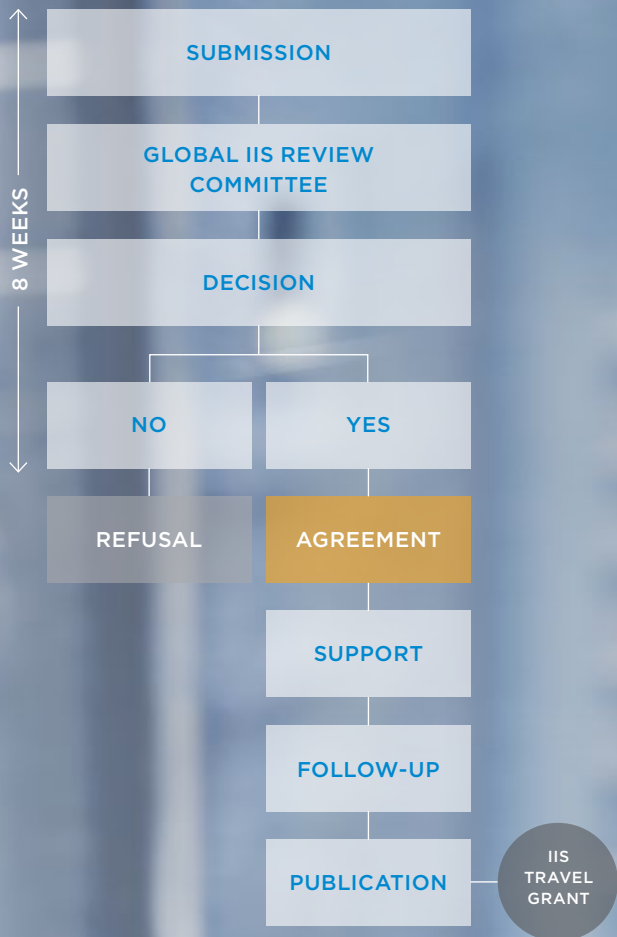 SUBMISSION
GLOBAL IIS REVIEW
COMMITTEE
8 WEEKS
DECISION
NO
YES
REFUSAL
AGREEMENT
SUPPORT
FOLLOW-UP
PUBLICATION
IIS
TRAVEL
GRANT